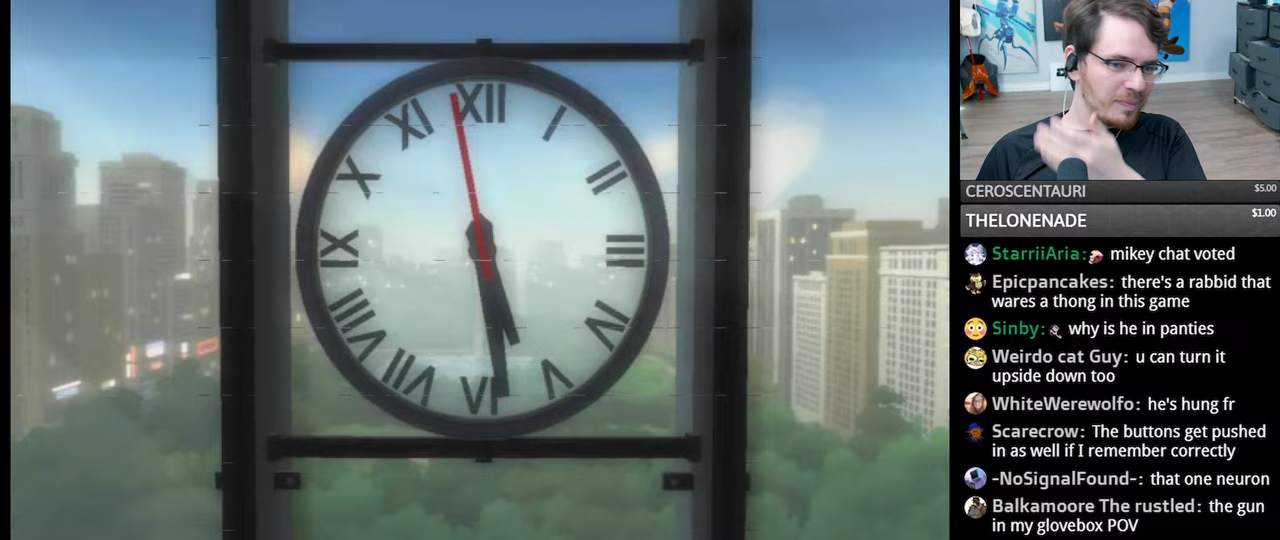 XII
I
II
III
IV
V
VI
VII
VIII
IX
X
XI
CEROSCENTAURI $5.00
THELONENADE $1.00
StarriiAria: mikey chat voted
Epicpancakes: there's a rabbid that
wares a thong in this game
Sinby: why is he in panties
Weirdo cat Guy: u can turn it
upside down too
WhiteWerewolfo: he's hung fr
Scarecrow: The buttons get pushed
in as well if I remember correctly
-NoSignalFound-: that one neuron
Balkamoore The rustled: the gun
in my glovebox POV